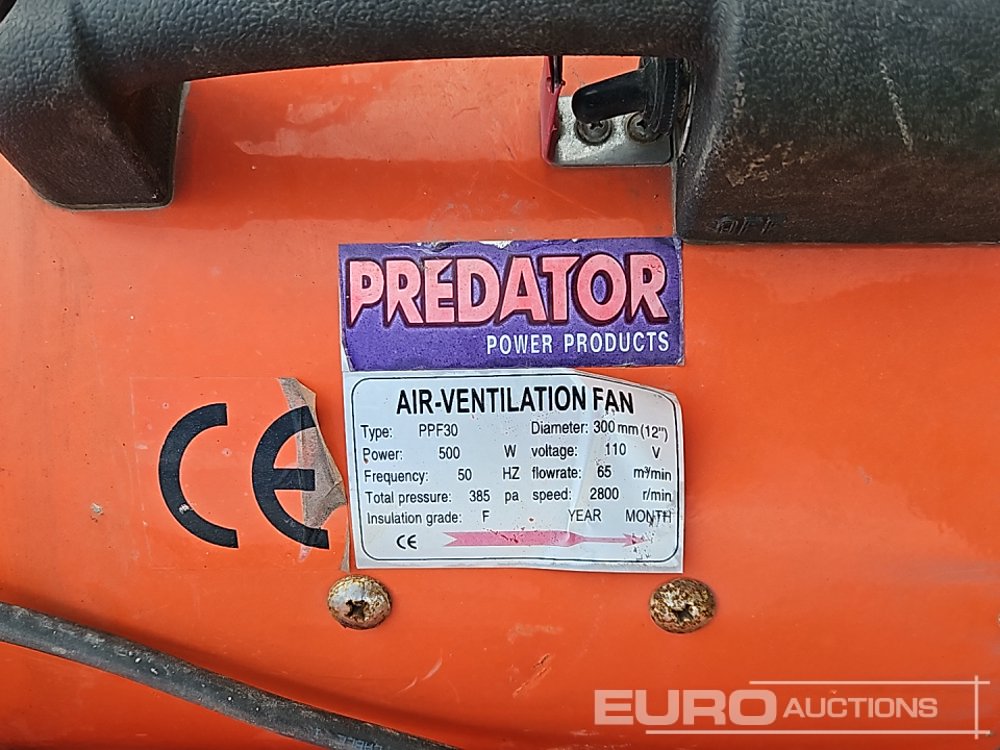 OFF
PREDATOR
POWER PRODUCTS
AIR-VENTILATION FAN
Type: PPF30 Diameter: 300 mm (12")
Power: 500 W voltage: 110 V
Frequency: 50 HZ flowrate: 65 m³/min
Total pressure: 385 pa speed: 2800 r/min
Insulation grade: F YEAR MONTH
CE
CE
EURO AUCTIONS